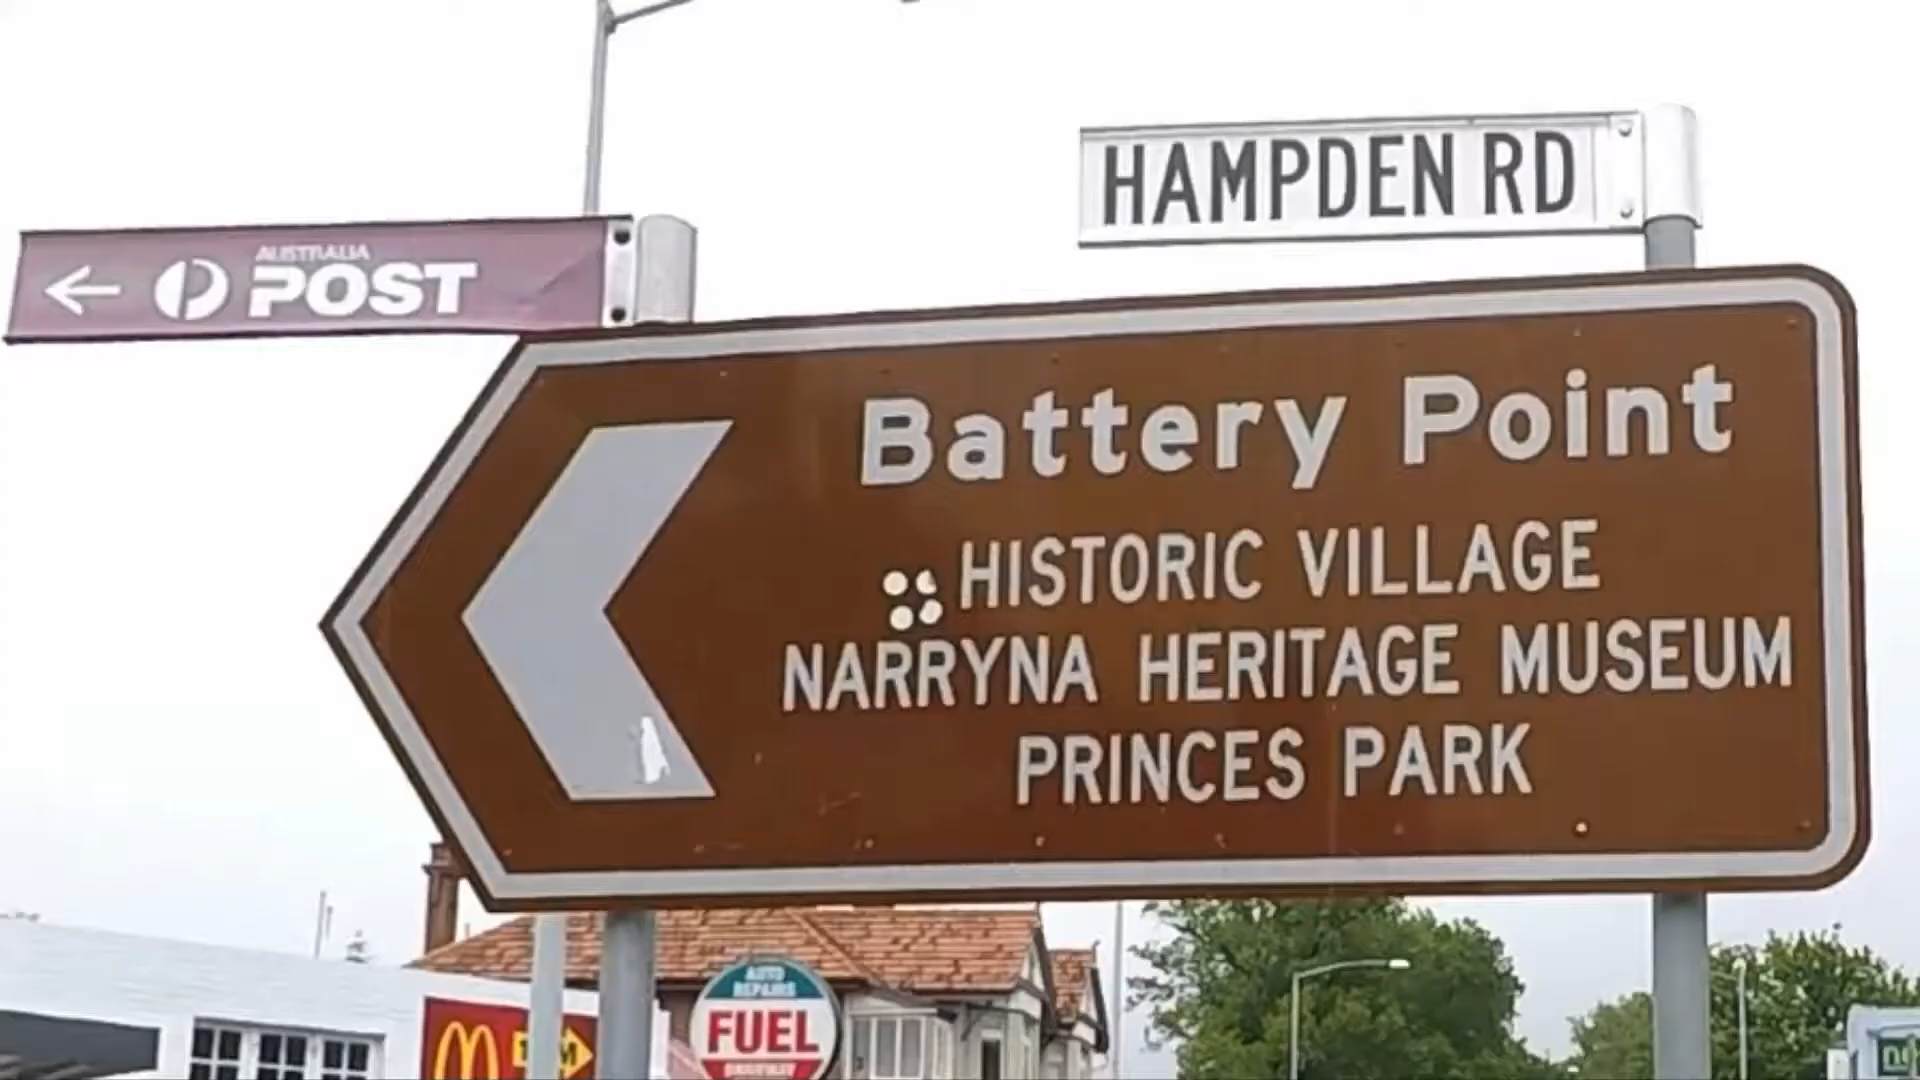 HAMPDEN RD
AUSTRALIA
POST
Battery Point
HISTORIC VILLAGE
NARRYNA HERITAGE MUSEUM
PRINCES PARK
AUTO
REPAIRS
FUEL